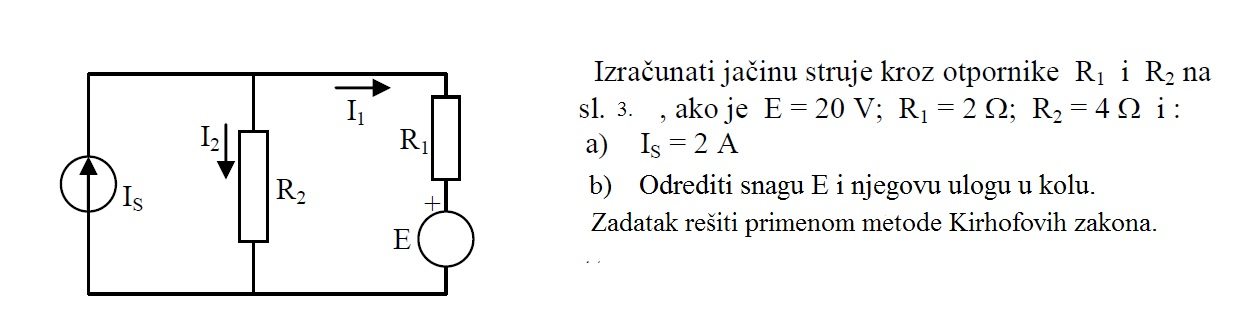 Izračunati jačinu struje kroz otpornike R₁ i R₂ na
sl. 3. , ako je E = 20 V; R₁ = 2 Ω; R₂ = 4 Ω i :
a) Iₛ = 2 A
b) Odrediti snagu E i njegovu ulogu u kolu.
Zadatak rešiti primenom metode Kirhofovih zakona.
I₁
I₂
R₁
R₂
Iₛ
+
E